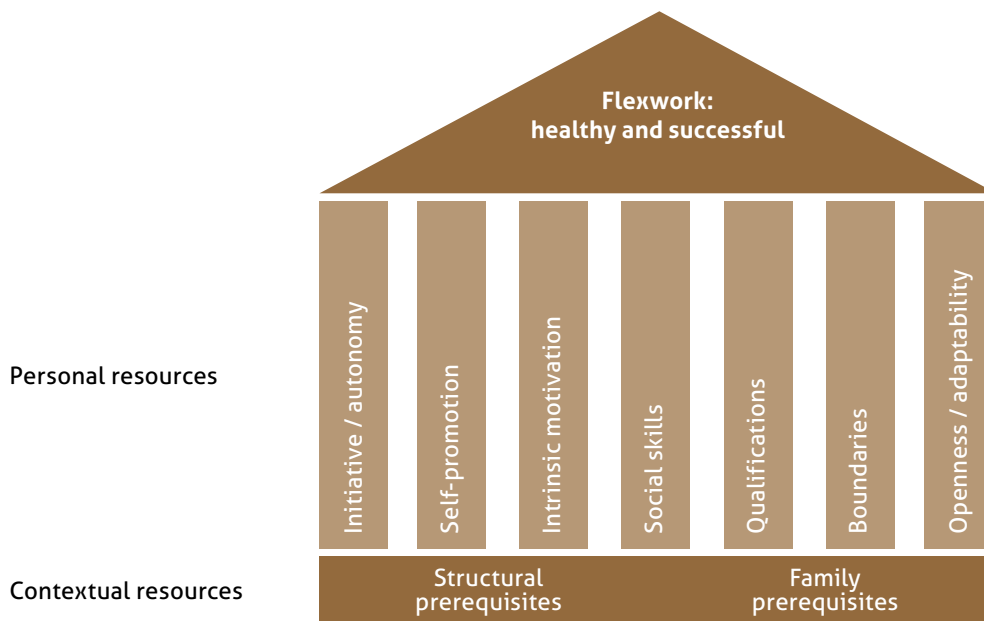 Flexwork:
healthy and successful
Personal resources
Initiative / autonomy
Self-promotion
Intrinsic motivation
Social skills
Qualifications
Boundaries
Openness / adaptability
Contextual resources
Structural
prerequisites
Family
prerequisites